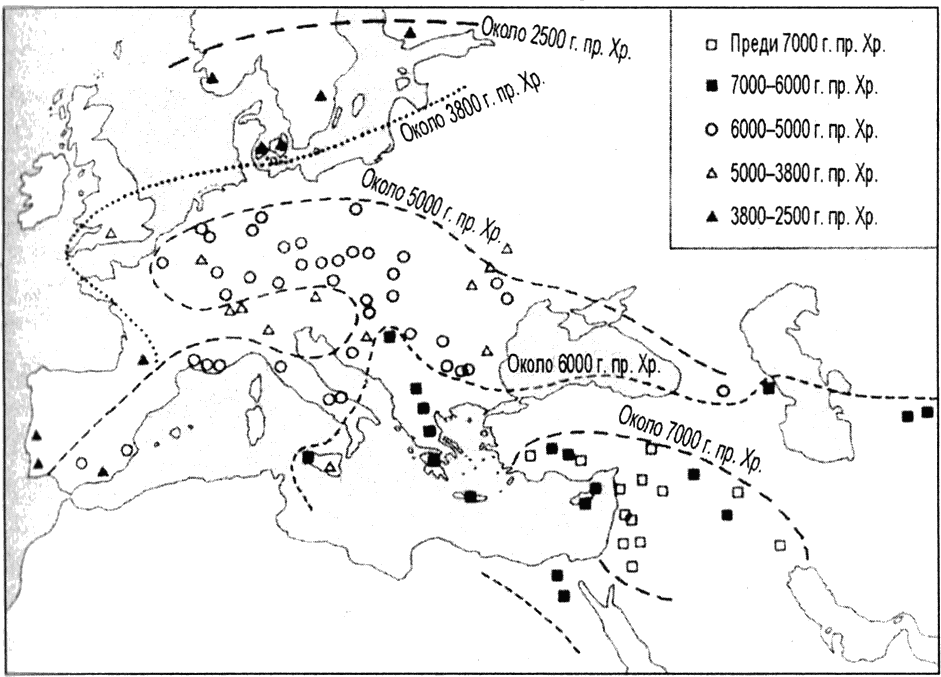 Около 2500 г. пр. Хр.
Около 3800 г. пр. Хр.
Около 5000 г. пр. Хр.
Около 6000 г. пр. Хр.
Около 7000 г. пр. Хр.
Преди 7000 г. пр. Хр.
7000–6000 г. пр. Хр.
6000–5000 г. пр. Хр.
5000–3800 г. пр. Хр.
3800–2500 г. пр. Хр.